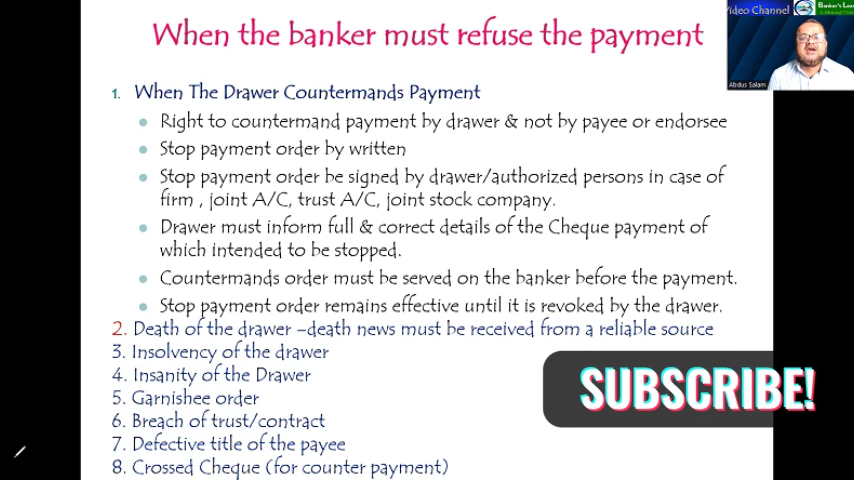 When the banker must refuse the payment
Video Channel
Abdus Salam
1. When The Drawer Countermands Payment
Right to countermand payment by drawer & not by payee or endorsee
Stop payment order by written
Stop payment order be signed by drawer/authorized persons in case of
firm , joint A/C, trust A/C, joint stock company.
Drawer must inform full & correct details of the Cheque payment of
which intended to be stopped.
Countermands order must be served on the banker before the payment.
Stop payment order remains effective until it is revoked by the drawer.
2. Death of the drawer –death news must be received from a reliable source
3. Insolvency of the drawer
4. Insanity of the Drawer
5. Garnishee order
6. Breach of trust/contract
7. Defective title of the payee
8. Crossed Cheque (for counter payment)
SUBSCRIBE!